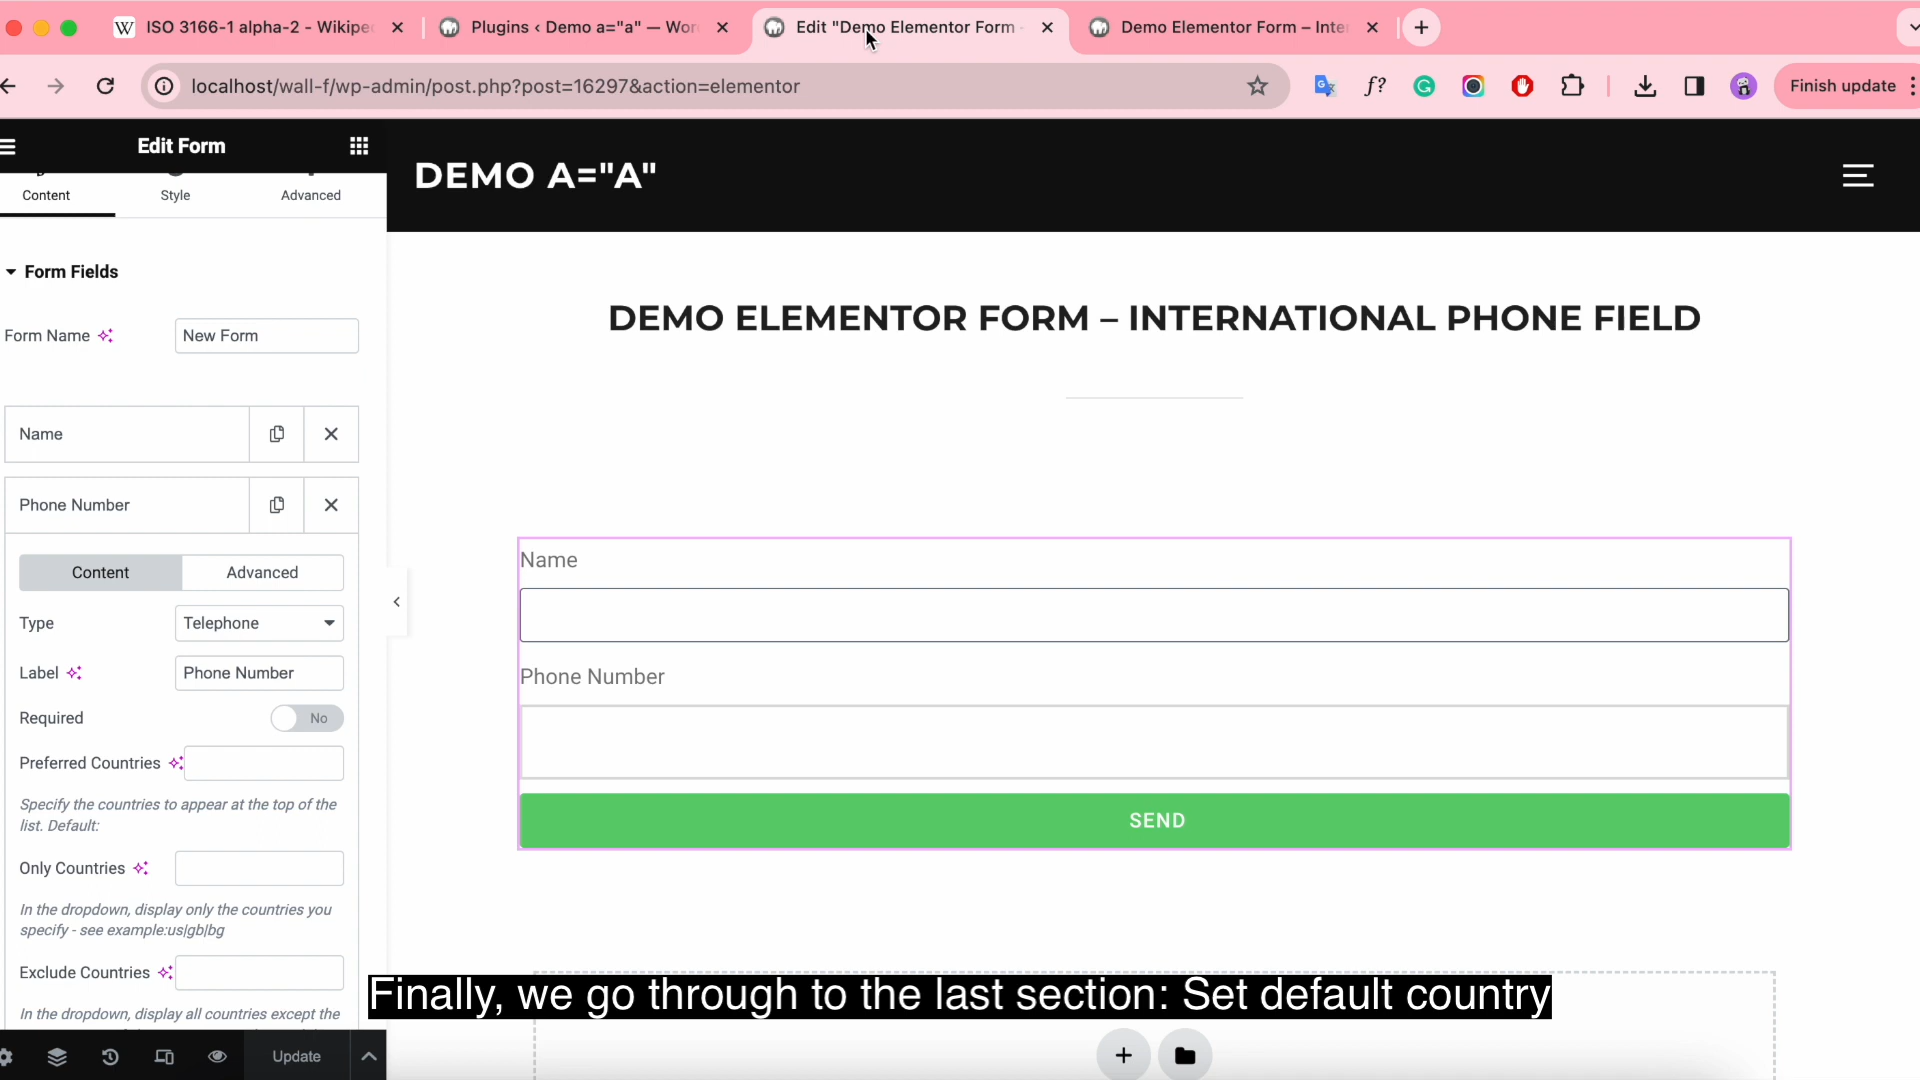 ISO 3166-1 alpha-2 - Wikipe
Plugins ‹ Demo a="a" — Wor
Edit "Demo Elementor Form -
Demo Elementor Form – Inte
localhost/wall-f/wp-admin/post.php?post=16297&action=elementor
Finish update
Edit Form
Content
Style
Advanced
DEMO A="A"
Form Fields
Form Name
New Form
DEMO ELEMENTOR FORM – INTERNATIONAL PHONE FIELD
Name
Phone Number
Content
Advanced
Type
Telephone
Label
Phone Number
Required
No
Preferred Countries
Specify the countries to appear at the top of the
list. Default:
Only Countries
In the dropdown, display only the countries you
specify - see example:us|gb|bg
Exclude Countries
In the dropdown, display all countries except the
Name
Phone Number
SEND
Finally, we go through to the last section: Set default country
Update